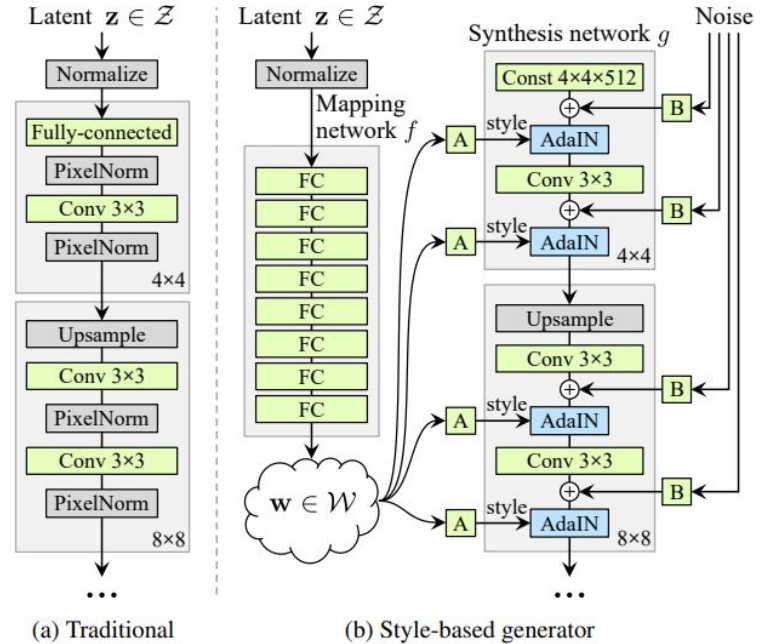 Latent z ∈ Z
Normalize
Fully-connected
PixelNorm
Conv 3×3
PixelNorm
4×4
Upsample
Conv 3×3
PixelNorm
Conv 3×3
PixelNorm
8×8
...
(a) Traditional
Latent z ∈ Z
Normalize
Mapping
network f
FC
FC
FC
FC
FC
FC
FC
FC
w ∈ W
Synthesis network g
Noise
Const 4×4×512
+
B
A
style
AdaIN
Conv 3×3
+
B
A
style
AdaIN
4×4
Upsample
Conv 3×3
+
B
A
style
AdaIN
Conv 3×3
+
B
A
style
AdaIN
8×8
...
(b) Style-based generator